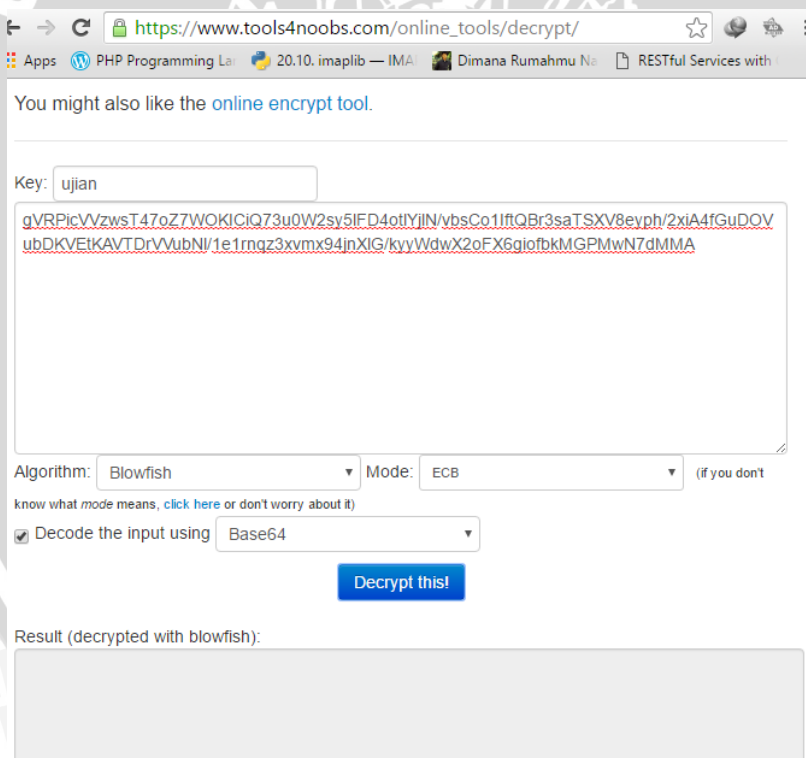 https://www.tools4noobs.com/online_tools/decrypt/
Apps PHP Programming Lar 20.10. imaplib — IMA Dimana Rumahmu Na RESTful Services with
You might also like the online encrypt tool.
Key: ujian
gVRPicVVzwsT47oZ7WOKICiQ73u0W2sy5IFD4otlYjlN/vbsCo1IftQBr3saTSXV8eyph/2xiA4fGuDOV
ubDKVEtKAVTDrVVubNl/1e1rnqz3xvmx94jnXlG/kyyWdwX2oFX6giofbkMGPMwN7dMMA
Algorithm: Blowfish Mode: ECB (if you don't
know what mode means, click here or don't worry about it)
Decode the input using Base64
Decrypt this!
Result (decrypted with blowfish):